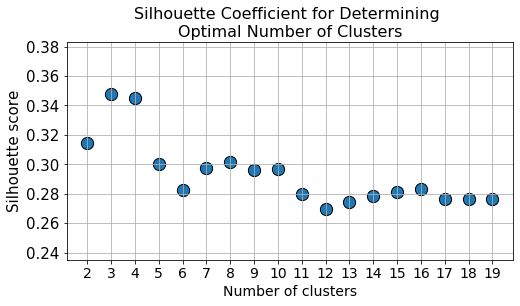 Silhouette Coefficient for Determining
Optimal Number of Clusters
0.38
0.36
0.34
0.32
0.30
0.28
0.26
0.24
Silhouette score
2 3 4 5 6 7 8 9 10 11 12 13 14 15 16 17 18 19
Number of clusters